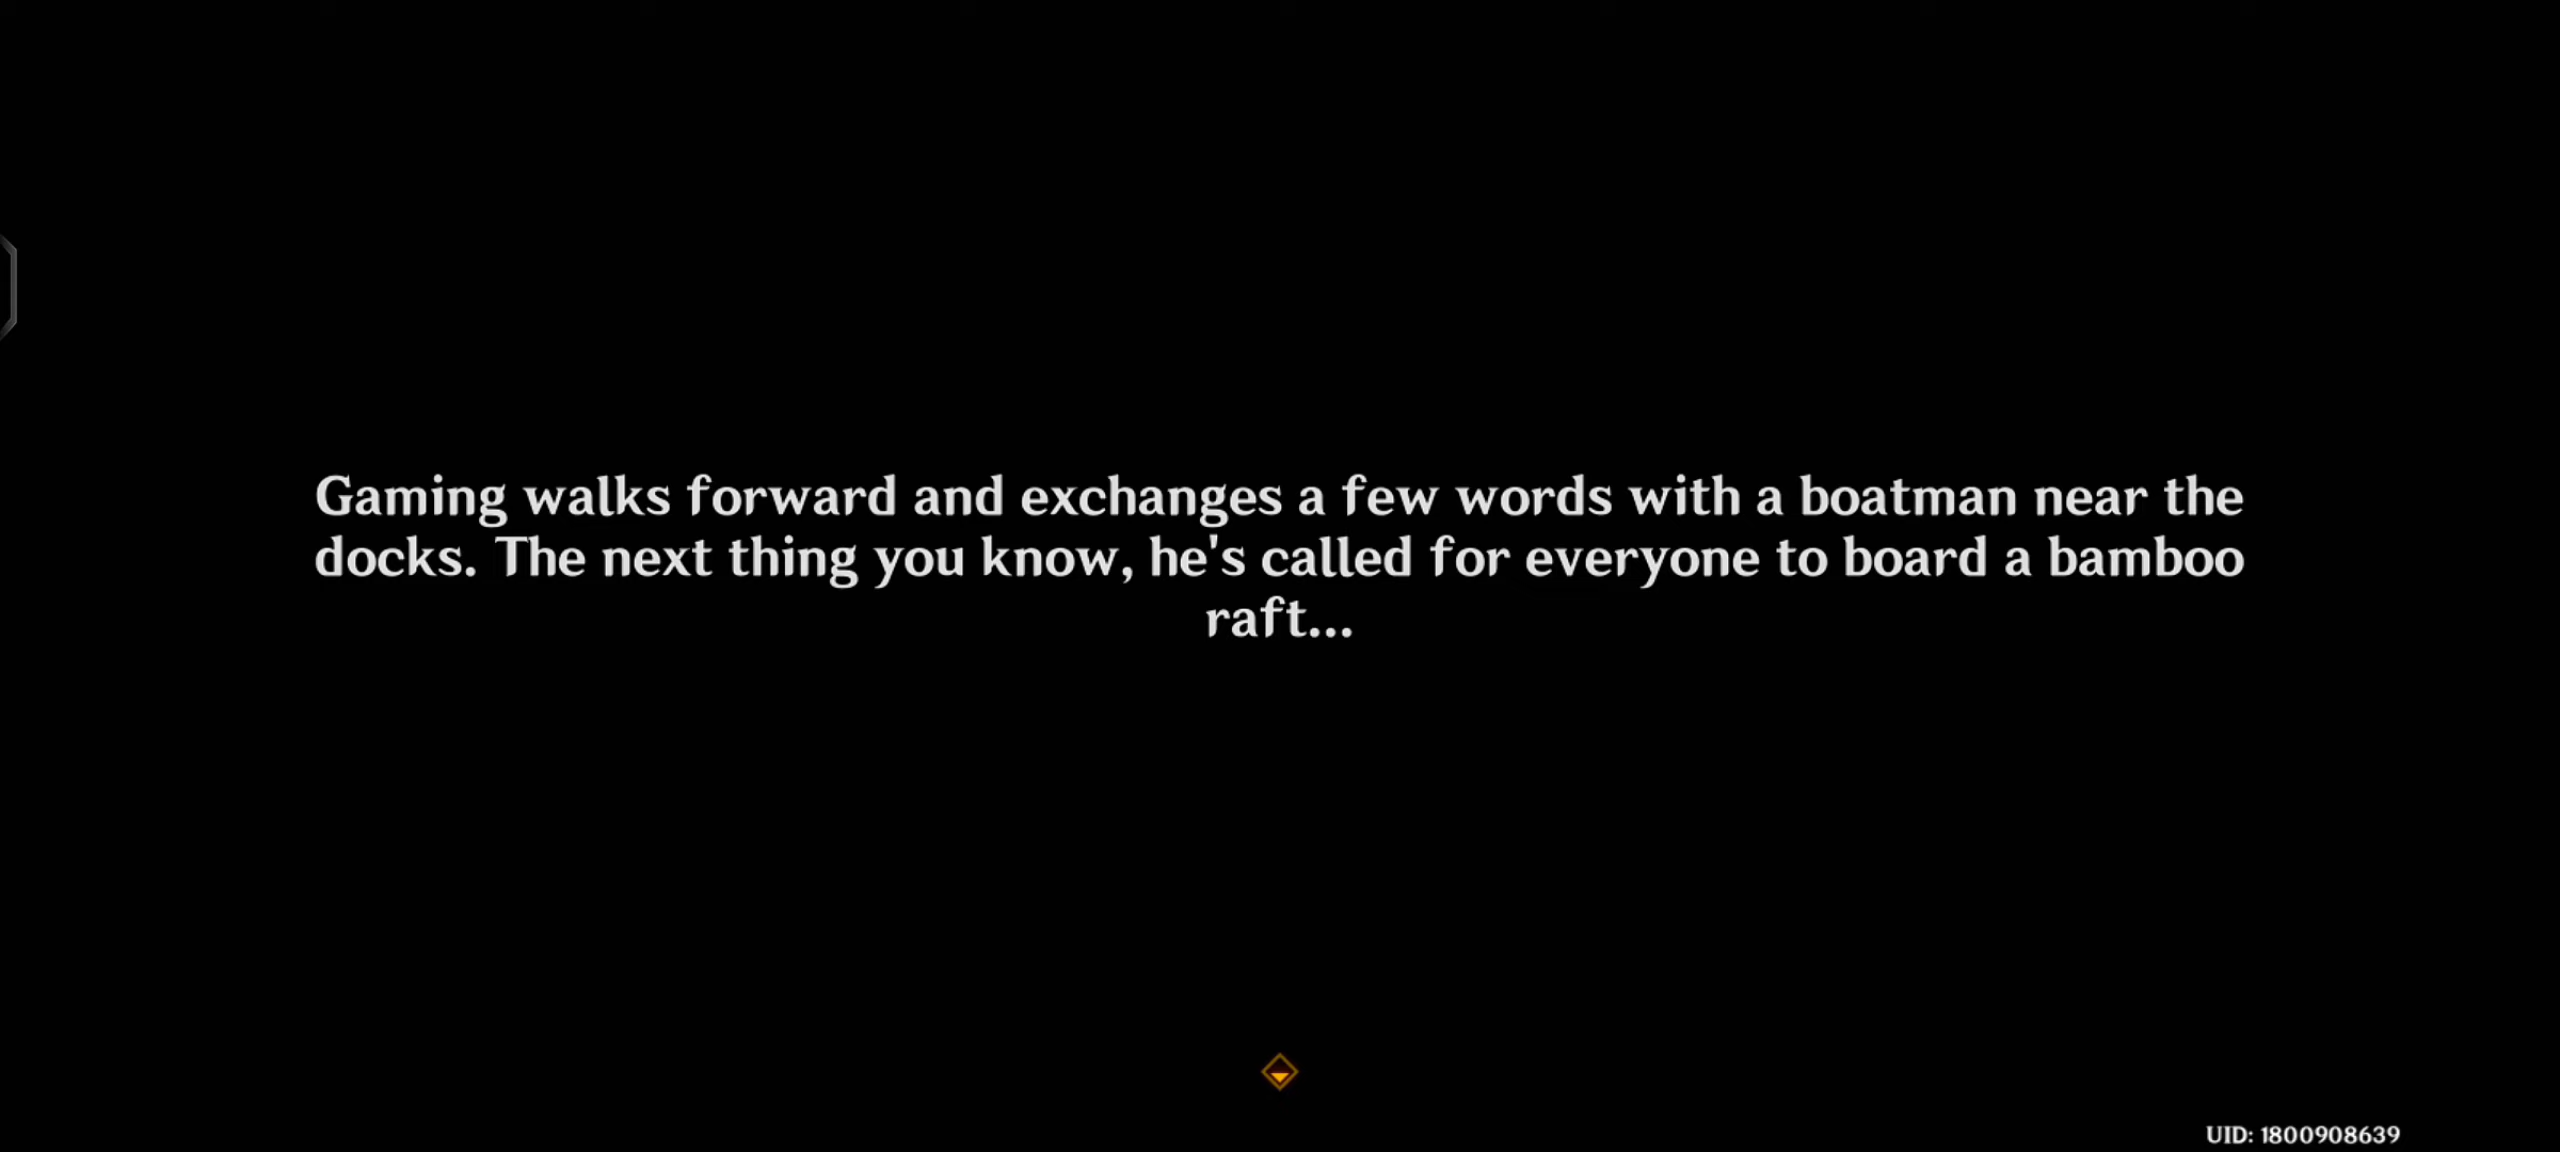 Gaming walks forward and exchanges a few words with a boatman near the
docks. The next thing you know, he's called for everyone to board a bamboo
raft...
UID: 1800908639